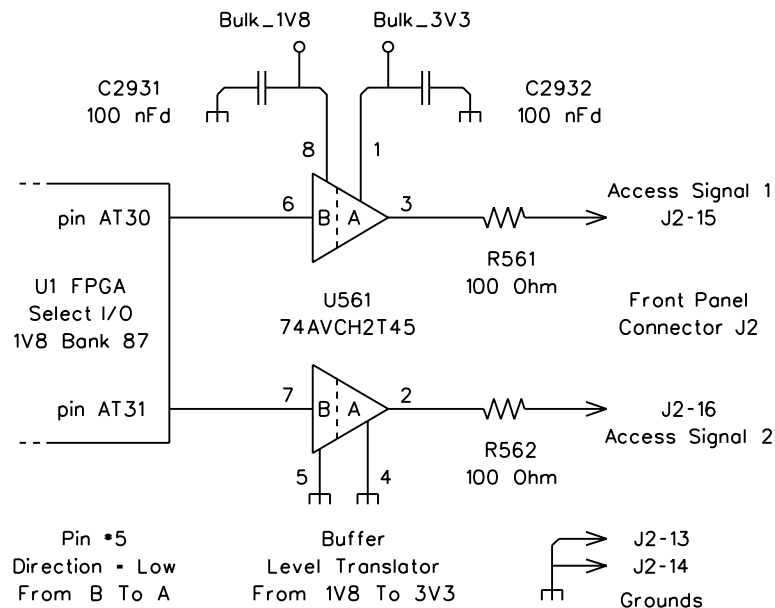 Bulk_1V8
Bulk_3V3
C2931
100 nFd
C2932
100 nFd
8
1
pin AT30
6
B
A
3
Access Signal 1
J2-15
R561
100 Ohm
U1 FPGA
Select I/O
1V8 Bank 87
U561
74AVCH2T45
Front Panel
Connector J2
pin AT31
7
B
A
2
J2-16
Access Signal 2
R562
100 Ohm
5
4
Pin #5
Direction = Low
From B To A
Buffer
Level Translator
From 1V8 To 3V3
J2-13
J2-14
Grounds